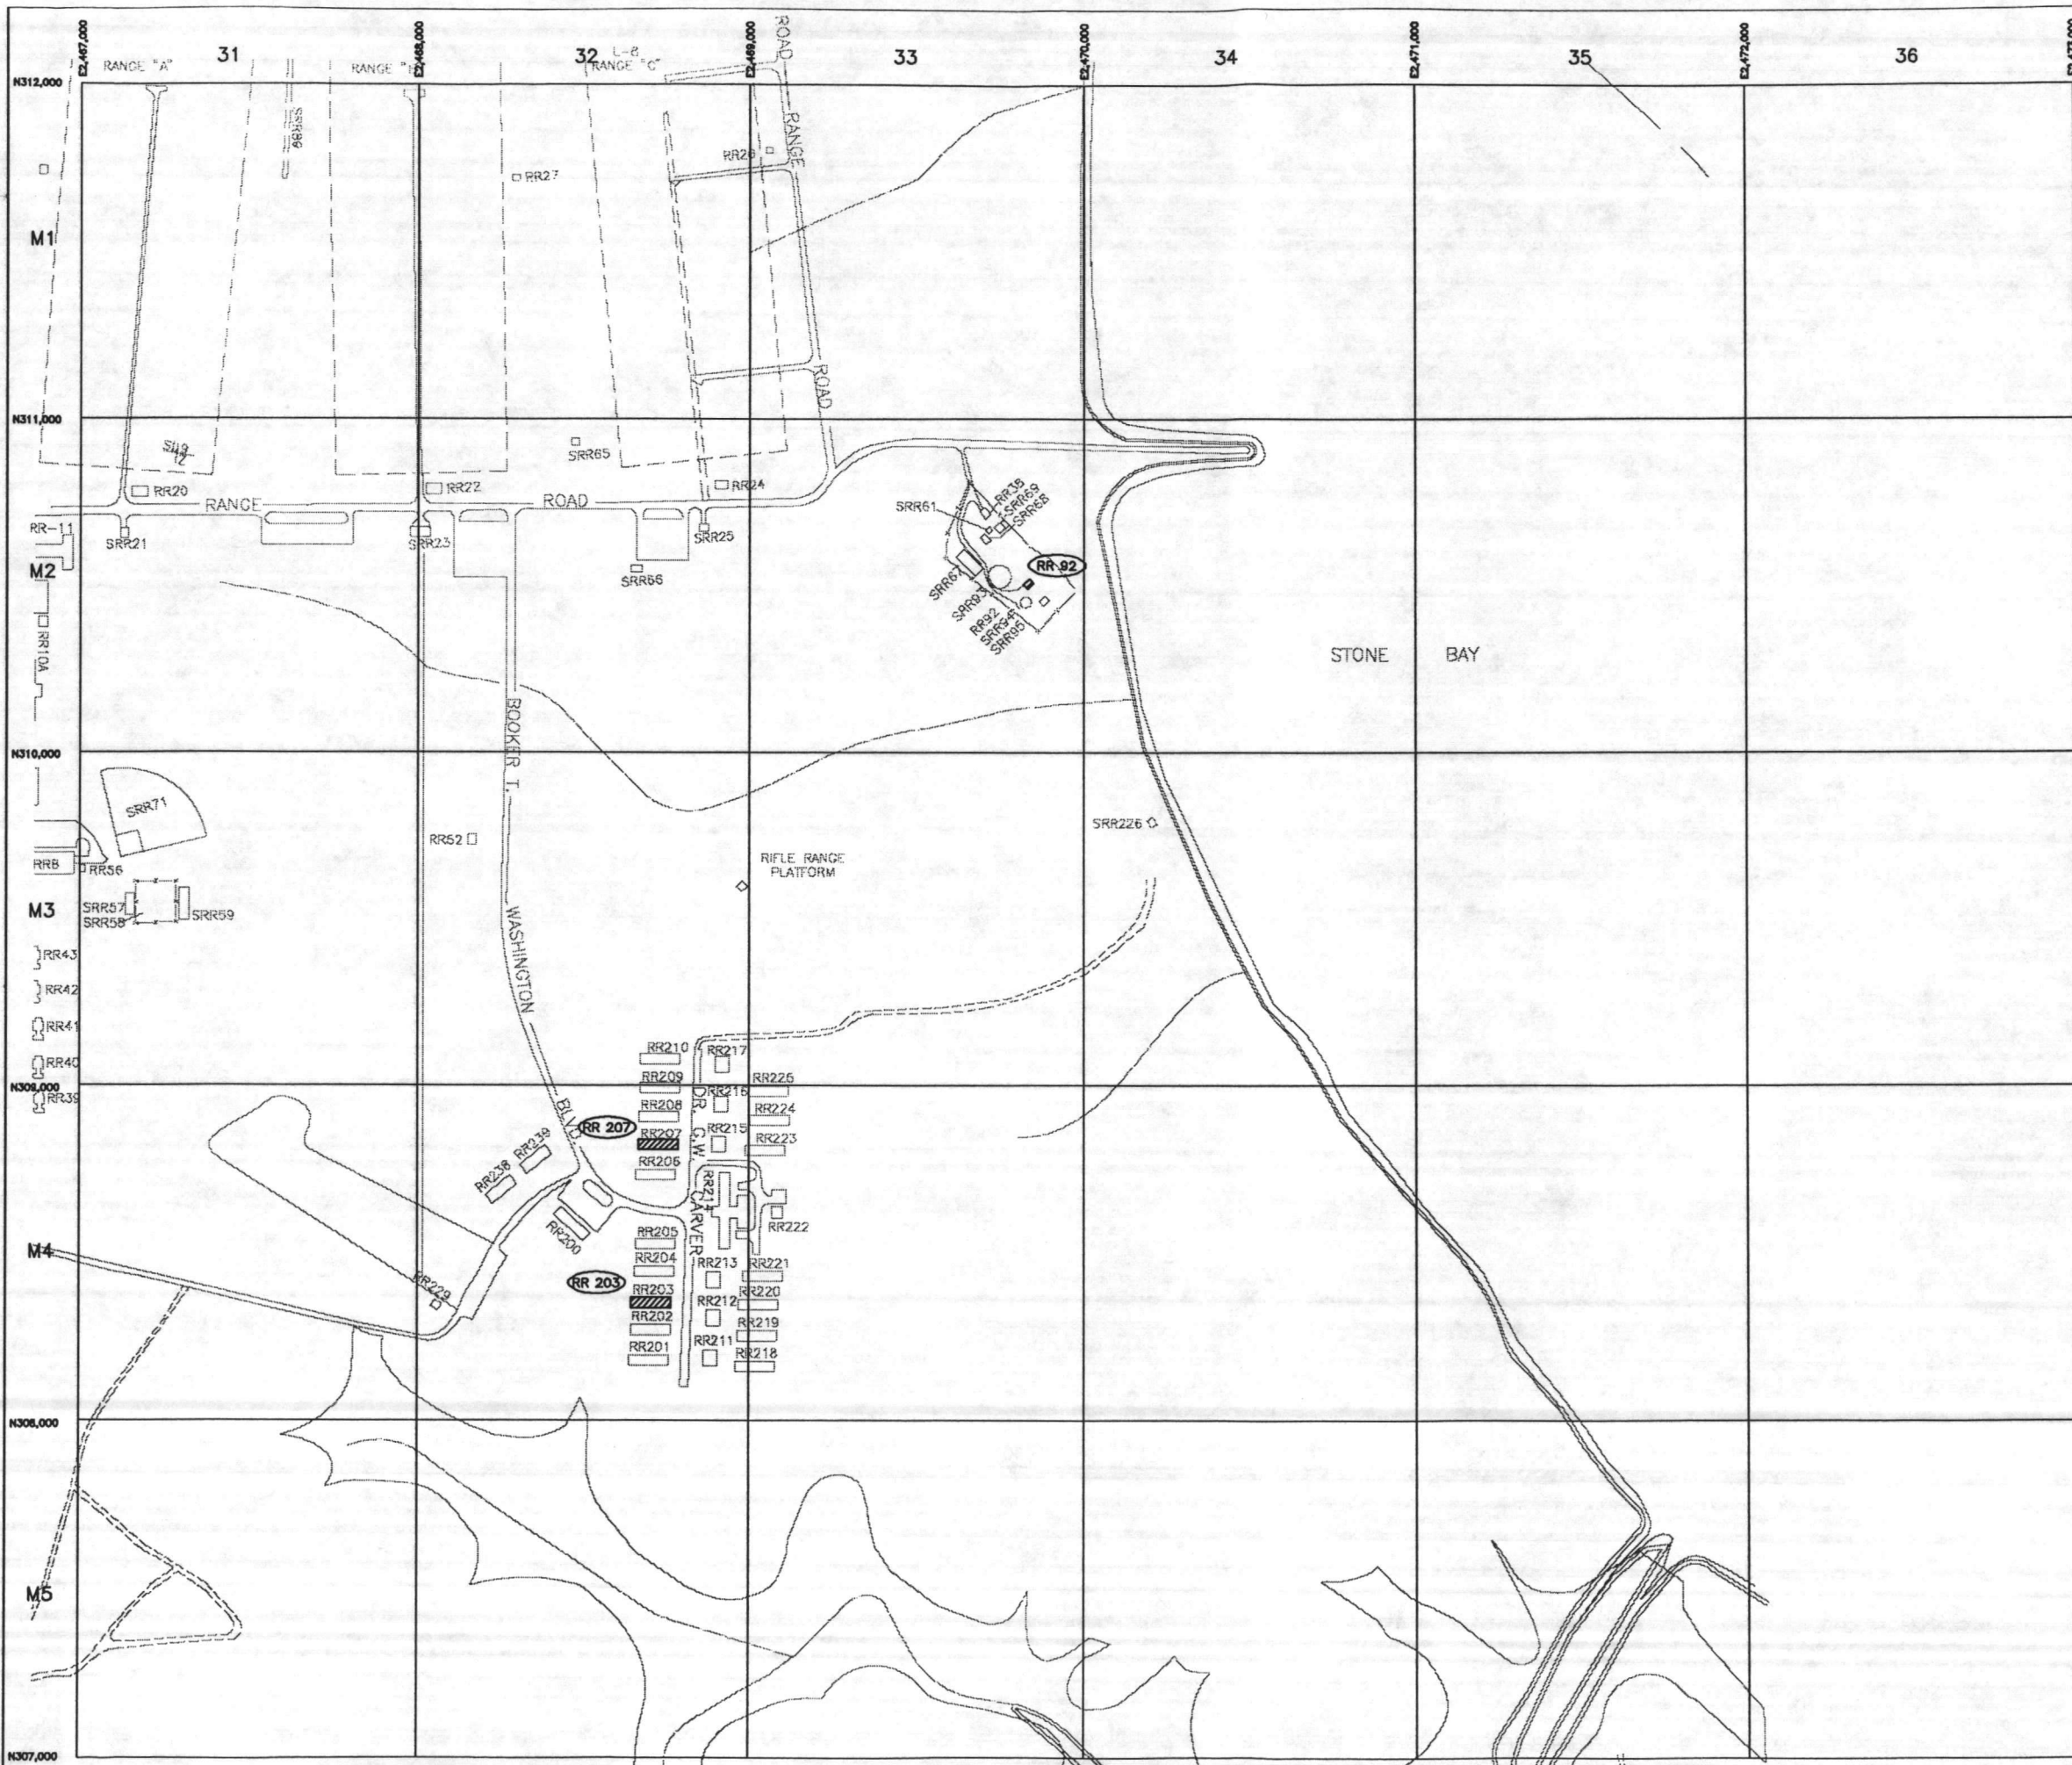 E2,467,000
E2,468,000
E2,469,000
E2,470,000
E2,471,000
E2,472,000
31
32
33
34
35
36
L-8
RANGE "A"
RANGE
RANGE "C"
ROAD
N312,000
SRR89
RANGE
RR26
RR27
M1
ROAD
N311,000
SRR65
RR20
RR22
RR24
RANGE
ROAD
RR38
SRR69
SRR68
SRR61
RR-11
SRR21
SRR23
SRR25
RR 92
M2
SRR66
SRR67
SRR93
RR92
SRR94
SRR95
RR10A
STONE BAY
BOOKER T.
N310,000
SRR71
SRR226
RR52
RIFLE RANGE
PLATFORM
RR8
RR56
M3
SRR57
SRR58
SRR59
WASHINGTON
RR43
RR42
RR41
RR40
RR39
RR210
RR217
N309,000
RR209
RR216
RR225
RR208
RR224
BLVD.
DR. G.W. CARVER
RR 207
RR207
RR215
RR223
RR239
RR238
RR206
RR214
RR200
RR222
RR205
M4
RR204
RR213
RR221
RR229
RR 203
RR203
RR212
RR220
RR202
RR219
RR201
RR211
RR218
N308,000
M5
N307,000